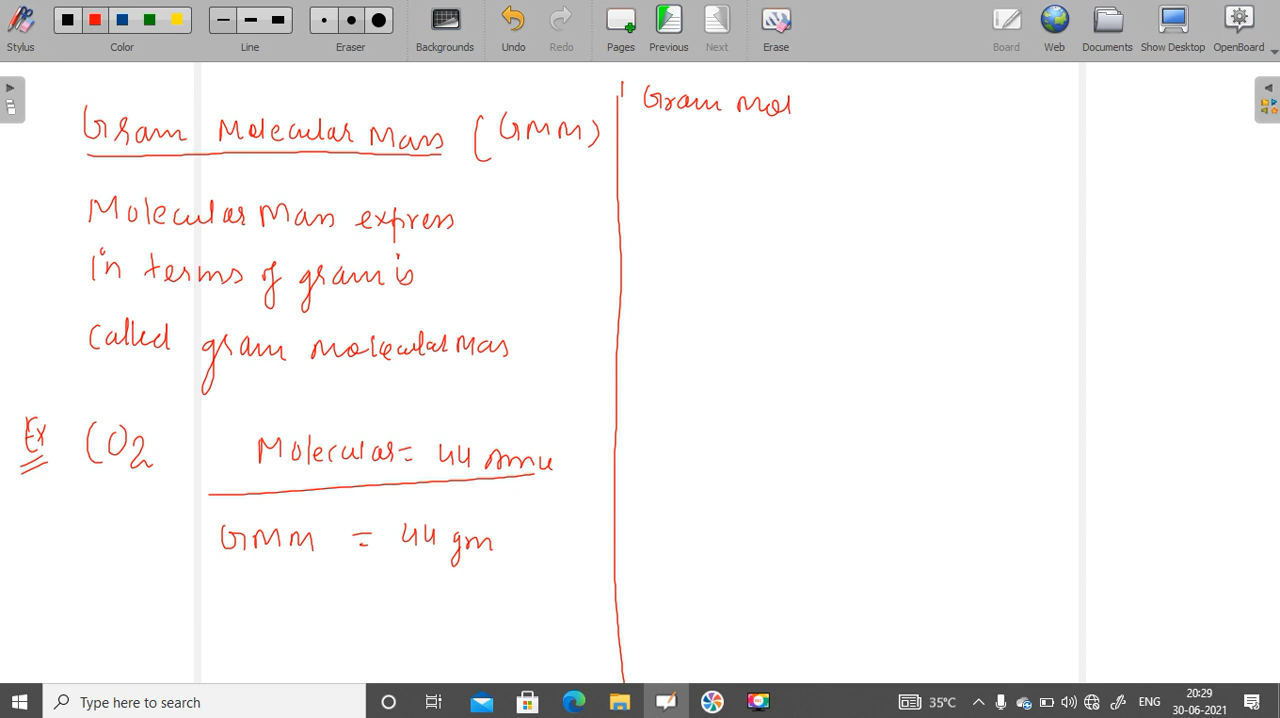 Stylus
Color
Line
Eraser
Backgrounds
Undo
Redo
Pages
Previous
Next
Erase
Board
Web
Documents
Show Desktop
OpenBoard
Gram Molecular Mass (GMM)
Molecular Mass express
in terms of gram is
called gram molecular Mas
Ex CO2 Molecular = 44 amu
GMM = 44 gm
Gram Mol
Type here to search
35°C
ENG
20:29
30-06-2021